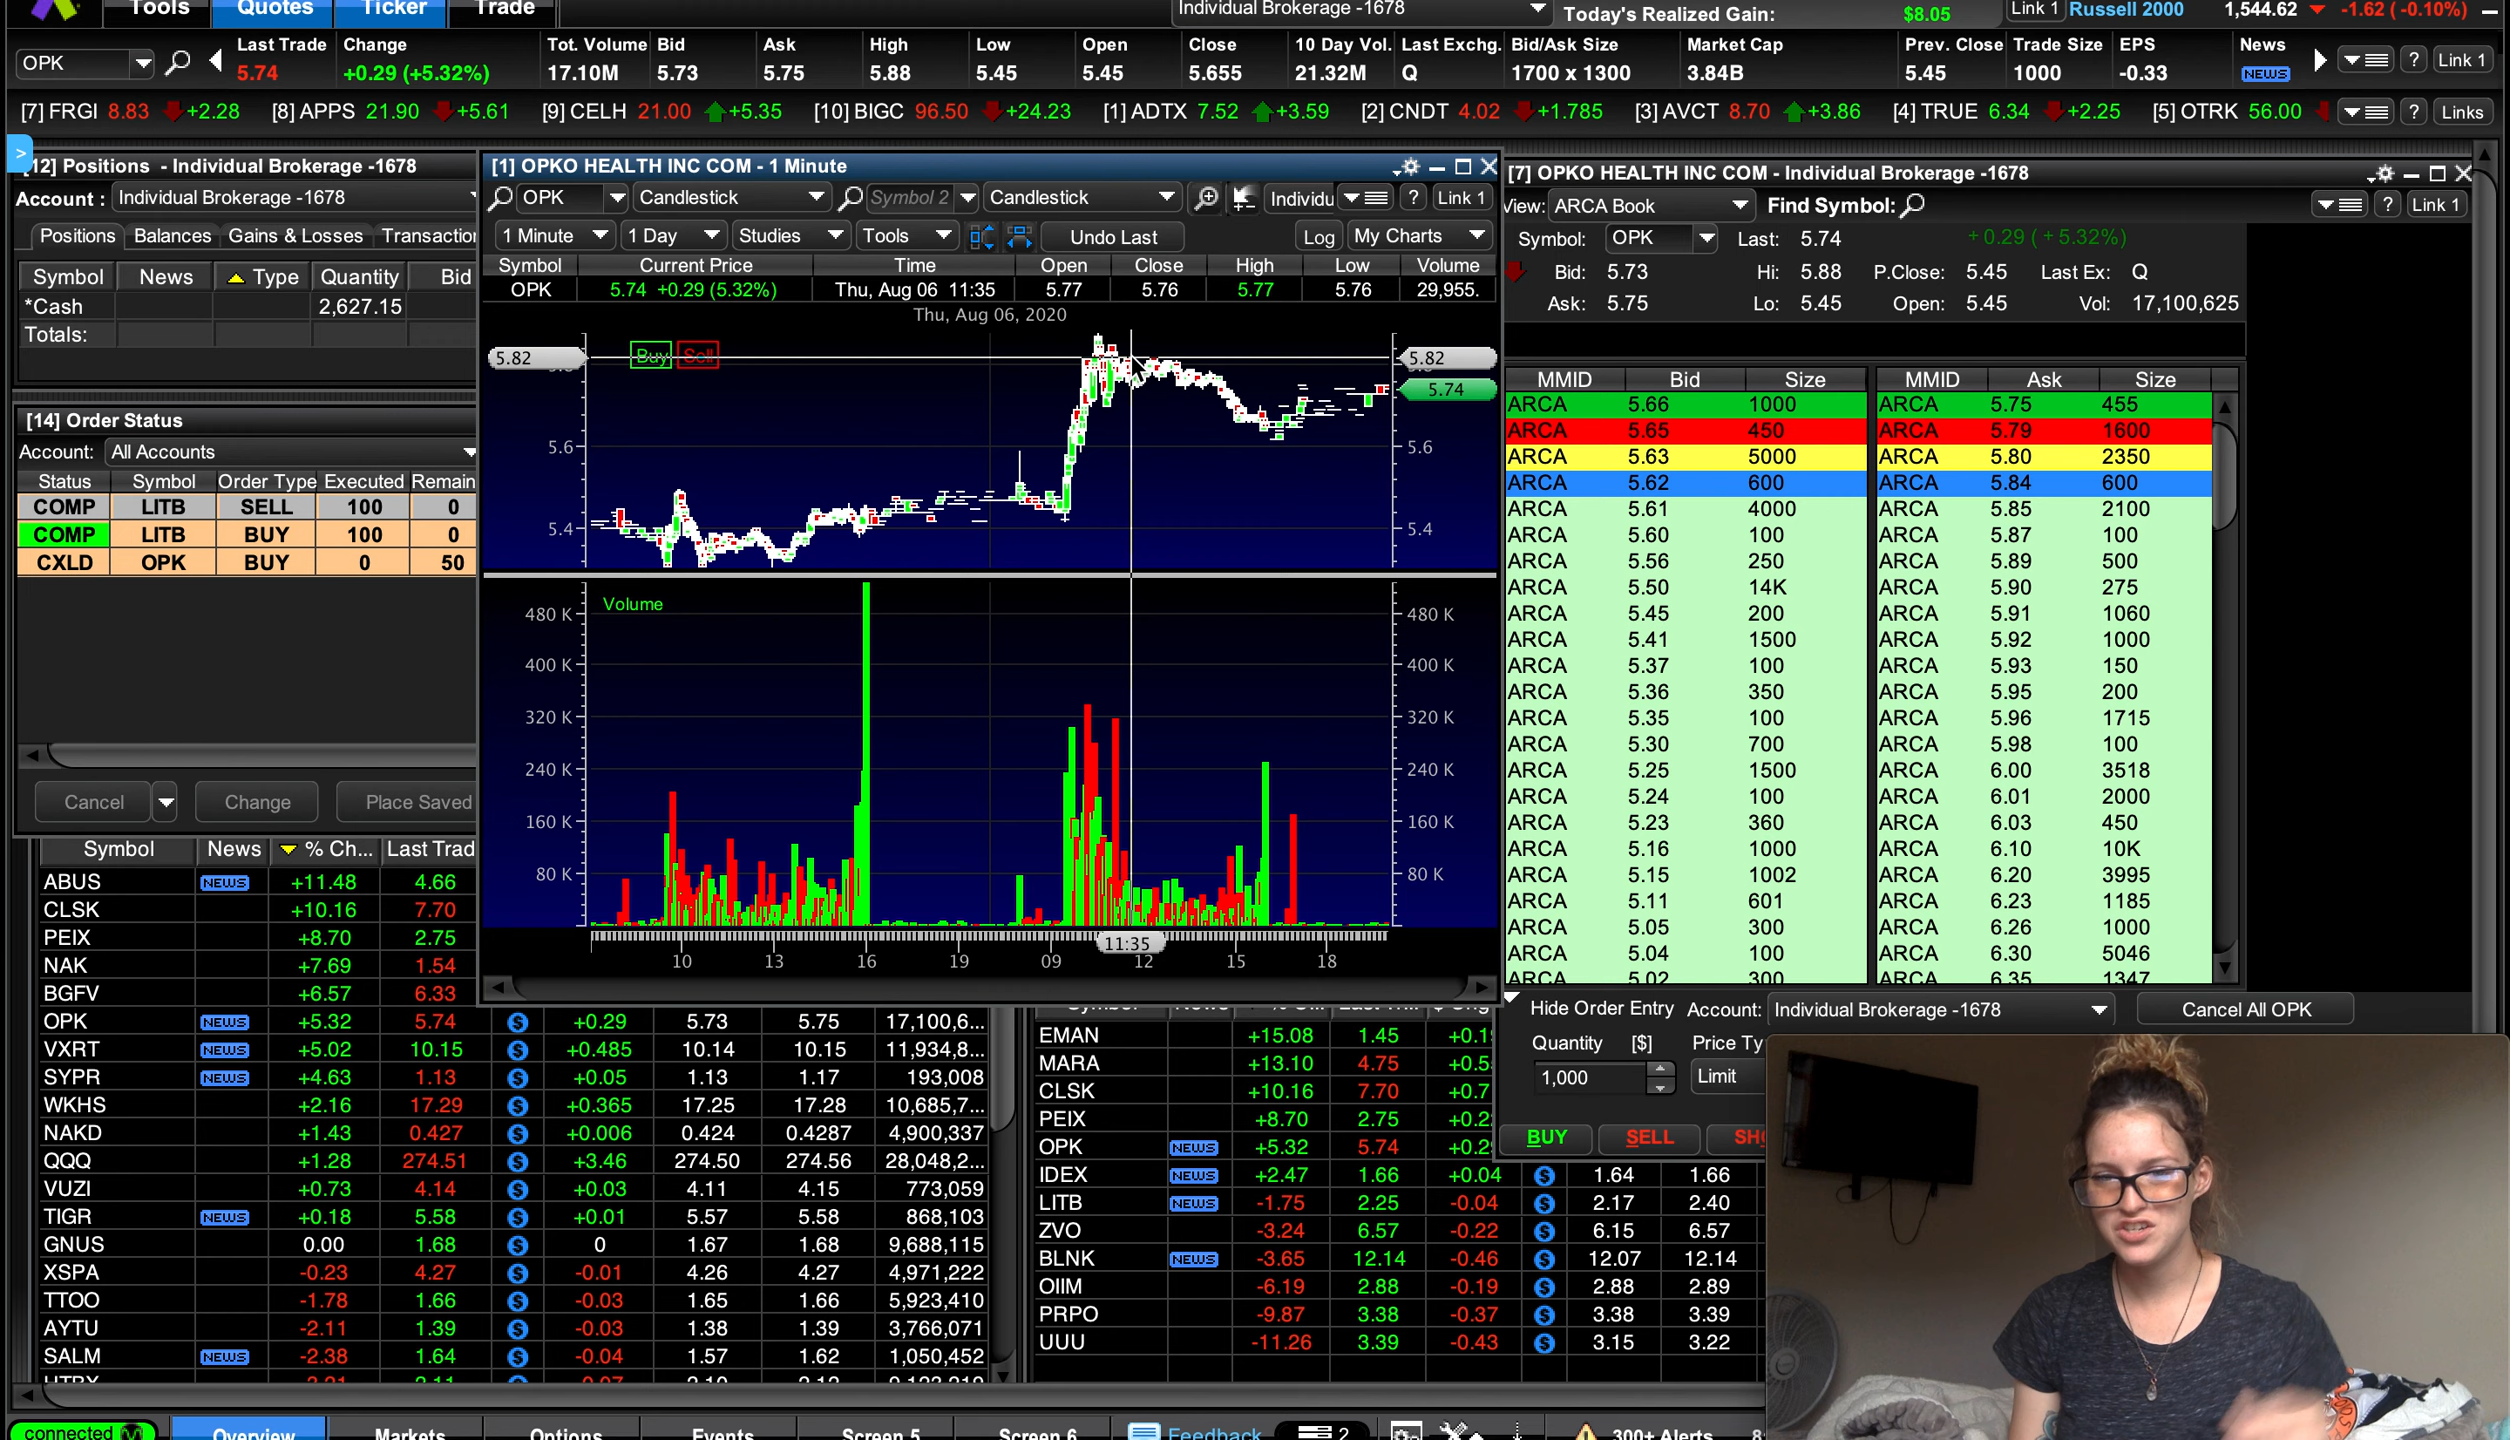 Tools Quotes Ticker Trade Individual Brokerage -1678 Today's Realized Gain: $8.05 Link 1 Russell 2000 1,544.62 -1.62 ( -0.10%)
OPK Last Trade Change Tot. Volume Bid Ask High Low Open Close 10 Day Vol. Last Exchg. Bid/Ask Size Market Cap Prev. Close Trade Size EPS News
5.74 +0.29 (+5.32%) 17.10M 5.73 5.75 5.88 5.45 5.45 5.655 21.32M Q 1700 x 1300 3.84B 5.45 1000 -0.33 NEWS ? Link 1
[7] FRGI 8.83 +2.28 [8] APPS 21.90 +5.61 [9] CELH 21.00 +5.35 [10] BIGC 96.50 +24.23 [1] ADTX 7.52 +3.59 [2] CNDT 4.02 +1.785 [3] AVCT 8.70 +3.86 [4] TRUE 6.34 +2.25 [5] OTRK 56.00 ? Links
>
[12] Positions - Individual Brokerage -1678
Account : Individual Brokerage -1678
Positions Balances Gains & Losses Transaction
Symbol News Type Quantity Bid
*Cash 2,627.15
Totals:
[14] Order Status
Account: All Accounts
Status Symbol Order Type Executed Remain
COMP LITB SELL 100 0
COMP LITB BUY 100 0
CXLD OPK BUY 0 50
Cancel Change Place Saved
[1] OPKO HEALTH INC COM - 1 Minute
OPK Candlestick Symbol 2 Candlestick Individu ? Link 1
1 Minute 1 Day Studies Tools Undo Last Log My Charts
Symbol Current Price Time Open Close High Low Volume
OPK 5.74 +0.29 (5.32%) Thu, Aug 06 11:35 5.77 5.76 5.77 5.76 29,955.
Thu, Aug 06, 2020
5.82 Buy Sell 5.82
5.74
5.6 5.6
5.4 5.4
Volume
480 K 480 K
400 K 400 K
320 K 320 K
240 K 240 K
160 K 160 K
80 K 80 K
11:35
10 13 16 19 09 12 15 18
[7] OPKO HEALTH INC COM - Individual Brokerage -1678
View: ARCA Book Find Symbol: ? Link 1
Symbol: OPK Last: 5.74 +0.29 ( +5.32%)
Bid: 5.73 Hi: 5.88 P.Close: 5.45 Last Ex: Q
Ask: 5.75 Lo: 5.45 Open: 5.45 Vol: 17,100,625
MMID Bid Size MMID Ask Size
ARCA 5.66 1000 ARCA 5.75 455
ARCA 5.65 450 ARCA 5.79 1600
ARCA 5.63 5000 ARCA 5.80 2350
ARCA 5.62 600 ARCA 5.84 600
ARCA 5.61 4000 ARCA 5.85 2100
ARCA 5.60 100 ARCA 5.87 100
ARCA 5.56 250 ARCA 5.89 500
ARCA 5.50 14K ARCA 5.90 275
ARCA 5.45 200 ARCA 5.91 1060
ARCA 5.41 1500 ARCA 5.92 1000
ARCA 5.37 100 ARCA 5.93 150
ARCA 5.36 350 ARCA 5.95 200
ARCA 5.35 100 ARCA 5.96 1715
ARCA 5.30 700 ARCA 5.98 100
ARCA 5.25 1500 ARCA 6.00 3518
ARCA 5.24 100 ARCA 6.01 2000
ARCA 5.23 360 ARCA 6.03 450
ARCA 5.16 1000 ARCA 6.10 10K
ARCA 5.15 1002 ARCA 6.20 3995
ARCA 5.11 601 ARCA 6.23 1185
ARCA 5.05 300 ARCA 6.26 1000
ARCA 5.04 100 ARCA 6.30 5046
ARCA 5.02 300 ARCA 6.35 1347
Hide Order Entry Account: Individual Brokerage -1678 Cancel All OPK
Quantity [$] Price Ty
1,000 Limit
BUY SELL SHO
Symbol News % Ch... Last Trad
ABUS NEWS +11.48 4.66
CLSK +10.16 7.70
PEIX +8.70 2.75
NAK +7.69 1.54
BGFV +6.57 6.33
OPK NEWS +5.32 5.74 +0.29 5.73 5.75 17,100,6...
VXRT NEWS +5.02 10.15 +0.485 10.14 10.15 11,934,8...
SYPR NEWS +4.63 1.13 +0.05 1.13 1.17 193,008
WKHS +2.16 17.29 +0.365 17.25 17.28 10,685,7...
NAKD +1.43 0.427 +0.006 0.424 0.4287 4,900,337
QQQ +1.28 274.51 +3.46 274.50 274.56 28,048,2...
VUZI +0.73 4.14 +0.03 4.11 4.15 773,059
TIGR NEWS +0.18 5.58 +0.01 5.57 5.58 868,103
GNUS 0.00 1.68 0 1.67 1.68 9,688,115
XSPA -0.23 4.27 -0.01 4.26 4.27 4,971,222
TTOO -1.78 1.66 -0.03 1.65 1.66 5,923,410
AYTU -2.11 1.39 -0.03 1.38 1.39 3,766,071
SALM NEWS -2.38 1.64 -0.04 1.57 1.62 1,050,452
EMAN +15.08 1.45 +0.1
MARA +13.10 4.75 +0.5
CLSK +10.16 7.70 +0.7
PEIX +8.70 2.75 +0.2
OPK NEWS +5.32 5.74 +0.2
IDEX NEWS +2.47 1.66 +0.04 1.64 1.66
LITB NEWS -1.75 2.25 -0.04 2.17 2.40
ZVO -3.24 6.57 -0.22 6.15 6.57
BLNK NEWS -3.65 12.14 -0.46 12.07 12.14
OIIM -6.19 2.88 -0.19 2.88 2.89
PRPO -9.87 3.38 -0.37 3.38 3.39
UUU -11.26 3.39 -0.43 3.15 3.22
connected Overview Markets Options Events Screen 5 Screen 6 Feedback 2 300+ Alerts